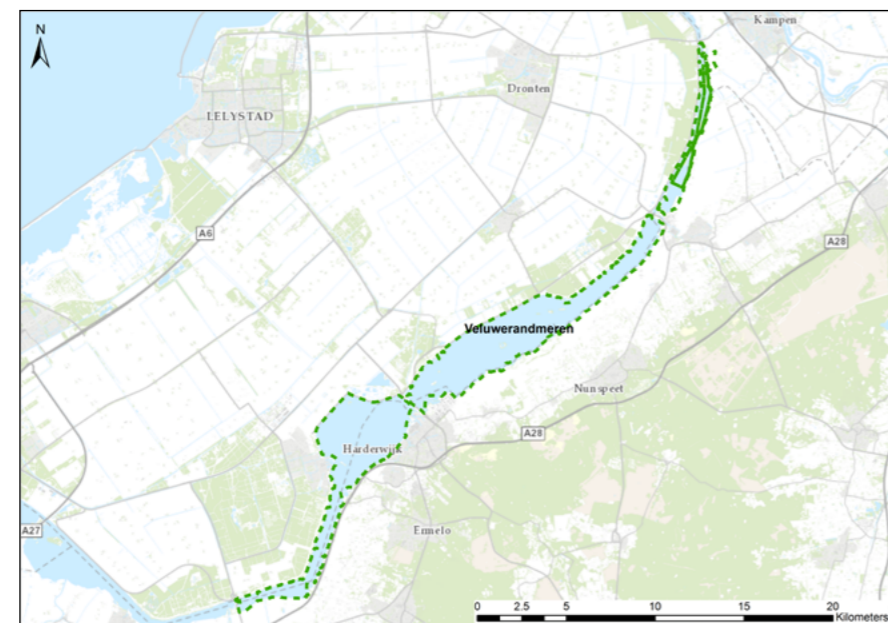 N
Kampen
Dronten
LELYSTAD
A6
A28
Veluwerandmeren
Nunspeet
A28
Harderwijk
Ermelo
A27
0 2.5 5 10 15 20
Kilometers